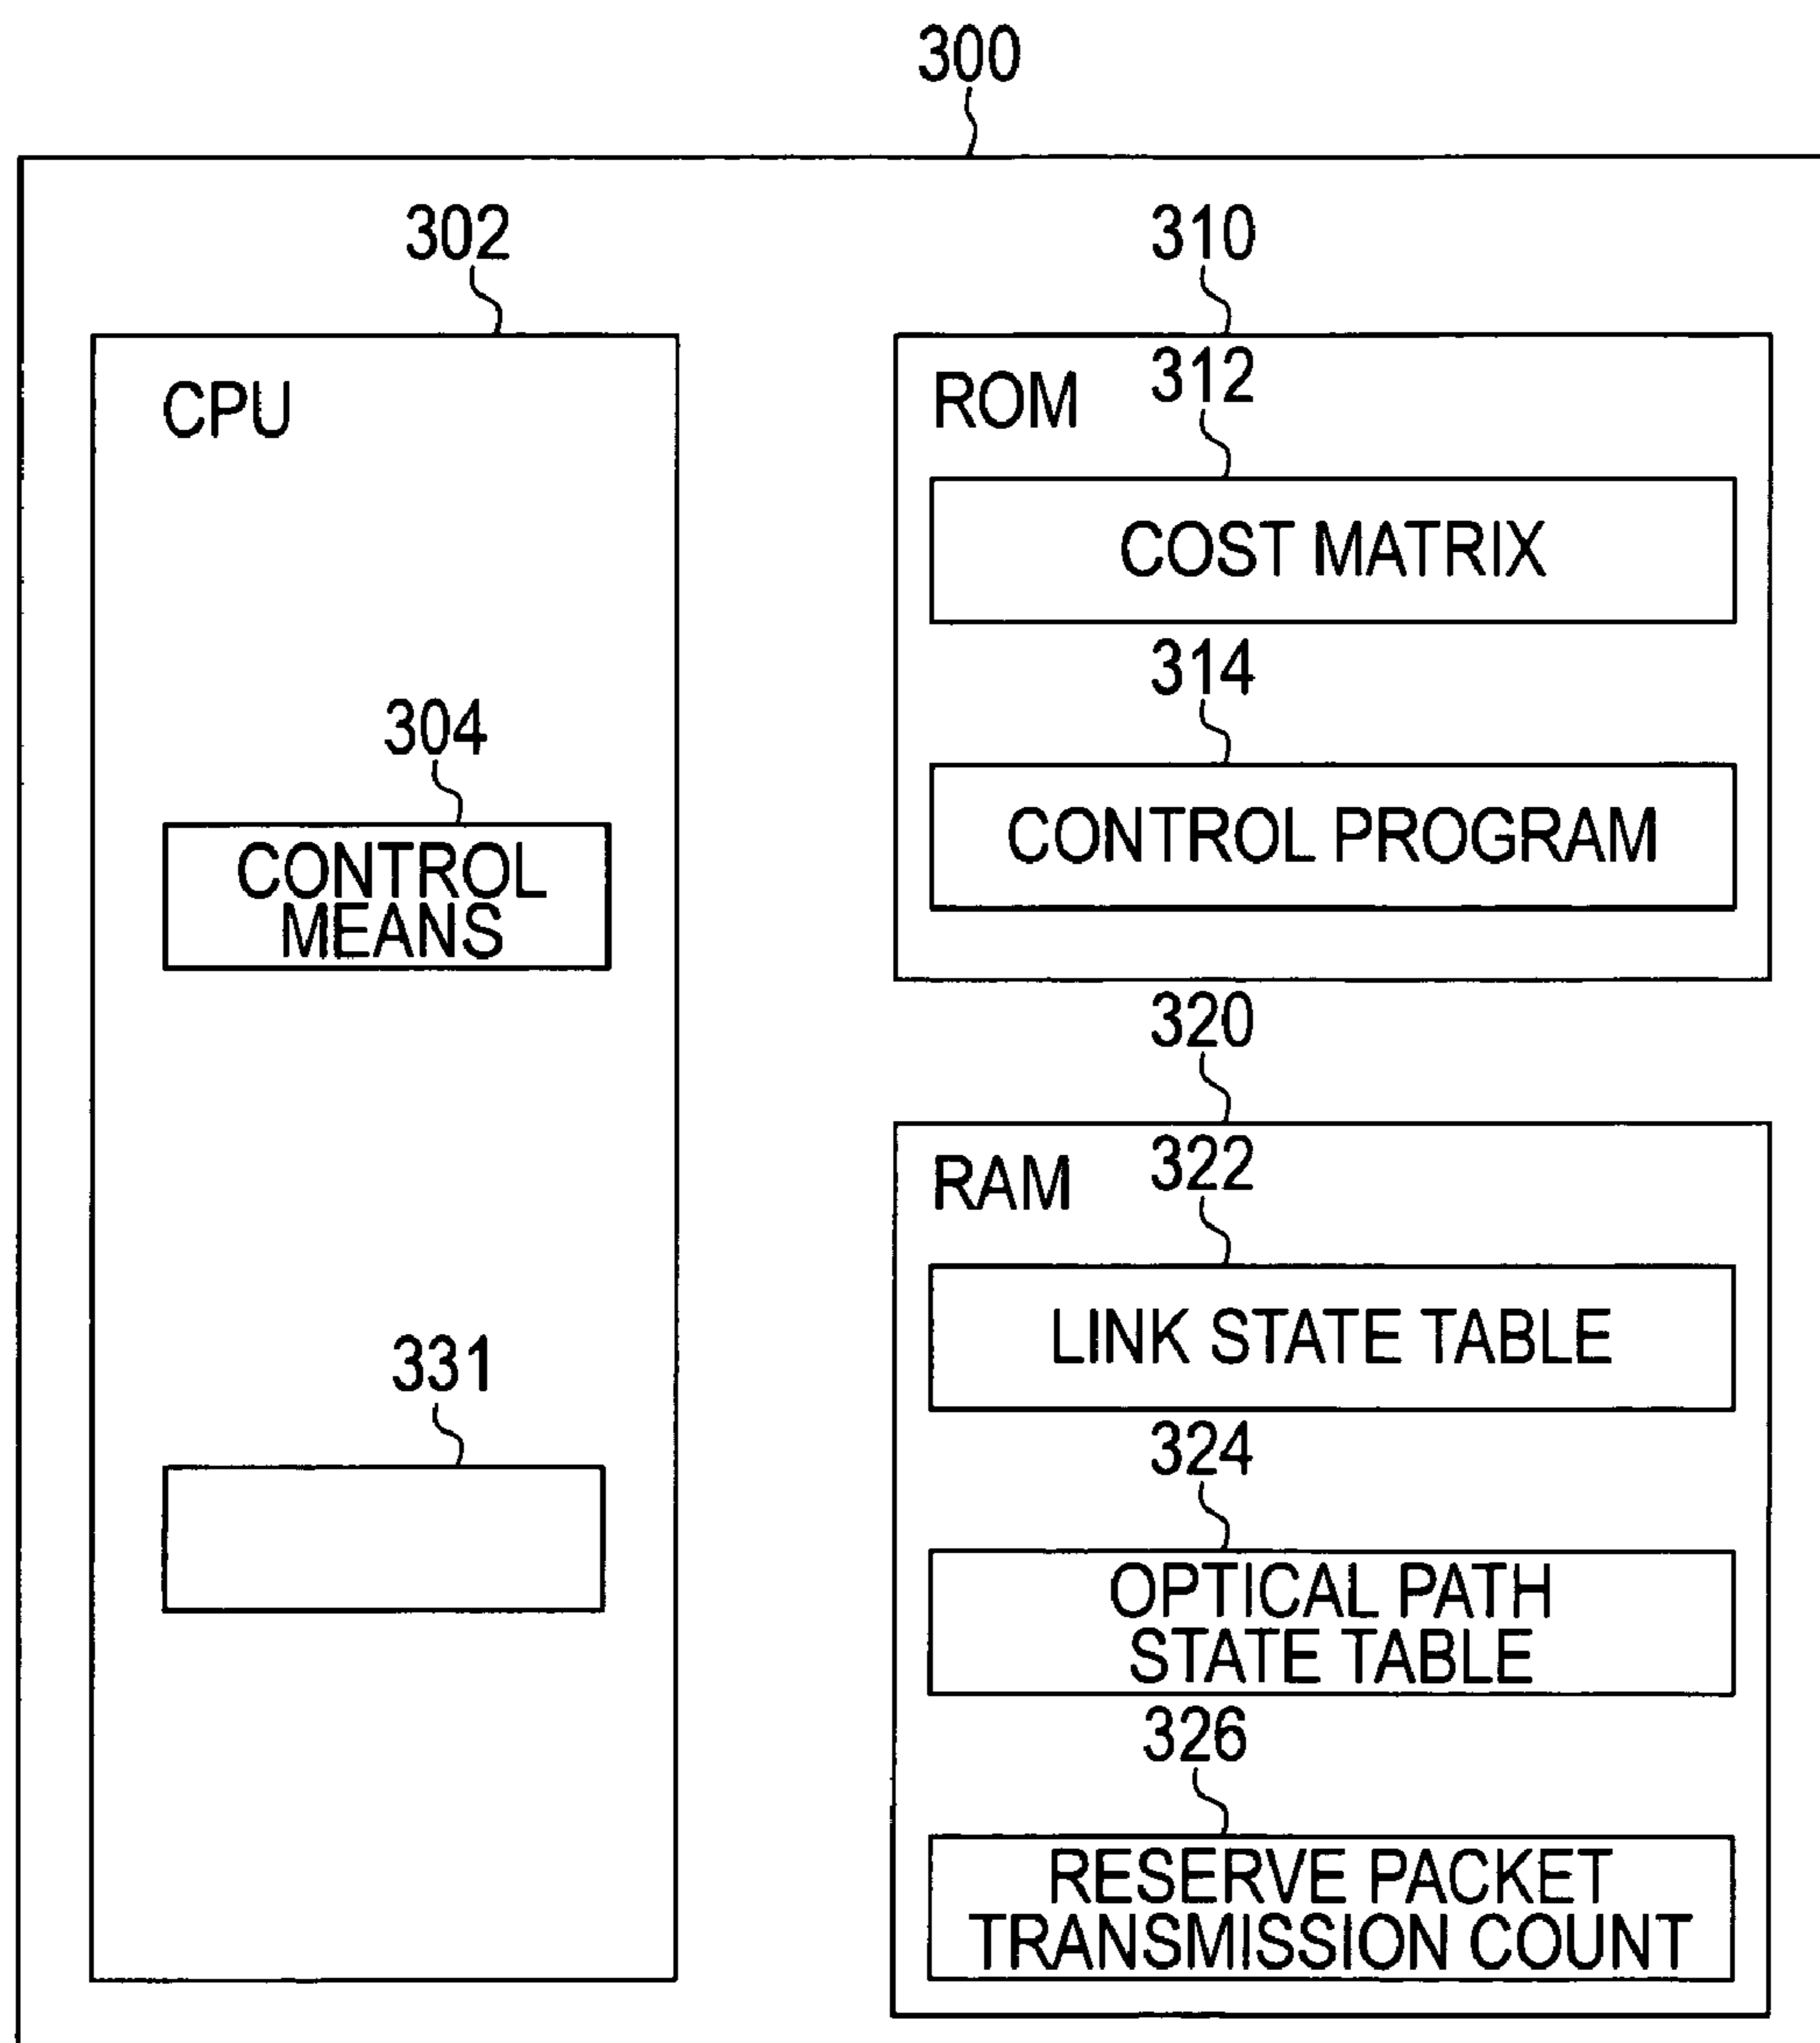 300
302
CPU
304
CONTROL
MEANS
331
310
ROM
312
COST MATRIX
314
CONTROL PROGRAM
320
RAM
322
LINK STATE TABLE
324
OPTICAL PATH
STATE TABLE
326
RESERVE PACKET
TRANSMISSION COUNT